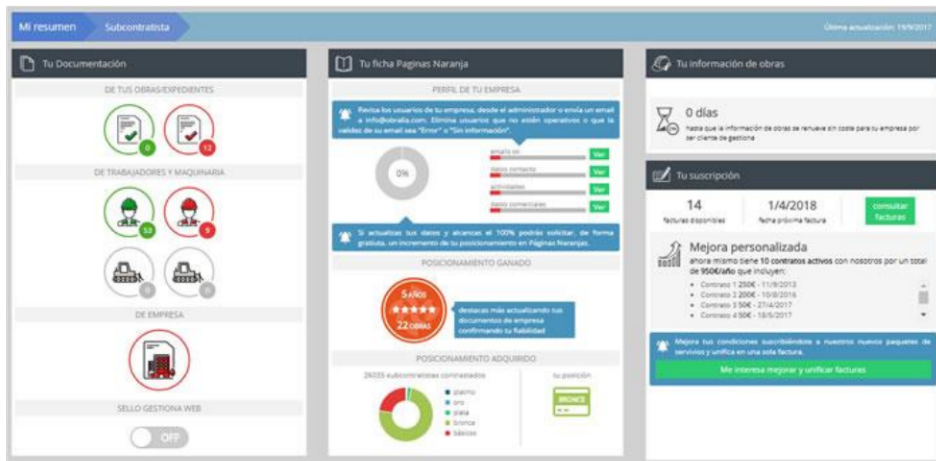 Mi resumen
Subcontratista
Última actualización: 19/9/2017
Tu Documentación
DE TUS OBRAS/EXPEDIENTES
0
13
DE TRABAJADORES Y MAQUINARIA
53
9
0
0
DE EMPRESA
SELLO GESTIONA WEB
OFF
Tu ficha Paginas Naranja
PERFIL DE TU EMPRESA
Revisa los usuarios de tu empresa, desde el administrador o envía un email
a info@obralia.com. Elimina usuarios que no estén operativos o que la
validez de su email sea "Error" o "Sin información".
0%
emails ok
Ver
datos contacto
Ver
actividades
Ver
datos comerciales
Ver
Si actualizas tus datos y alcanzas el 100% podrás solicitar, de forma
gratuita, un incremento de tu posicionamiento en Páginas Naranjas.
POSICIONAMIENTO GANADO
5 AÑOS
22 OBRAS
destacas más actualizando tus
documentos de empresa
confirmando tu fiabilidad
POSICIONAMIENTO ADQUIRIDO
subcontratistas contrastados
platino
oro
plata
bronce
básicos
tu posición
BRONCE
Tu información de obras
0 días
hasta que la información de obras se renueve sin coste para tu empresa por
ser cliente de gestiona
Tu suscripción
14
facturas disponibles
1/4/2018
fecha próxima factura
consultar
facturas
Mejora personalizada
ahora mismo tiene 10 contratos activos con nosotros por un total
de 950€/año que incluyen:
Contrato 1 250€ - 11/9/2013
Contrato 2 200€ - 10/8/2016
Contrato 3 50€ - 27/4/2017
Contrato 4 50€ - 18/5/2017
Mejora tus condiciones suscribiéndote a nuestros nuevos paquetes de
servicios y unifica en una sola factura.
Me interesa mejorar y unificar facturas